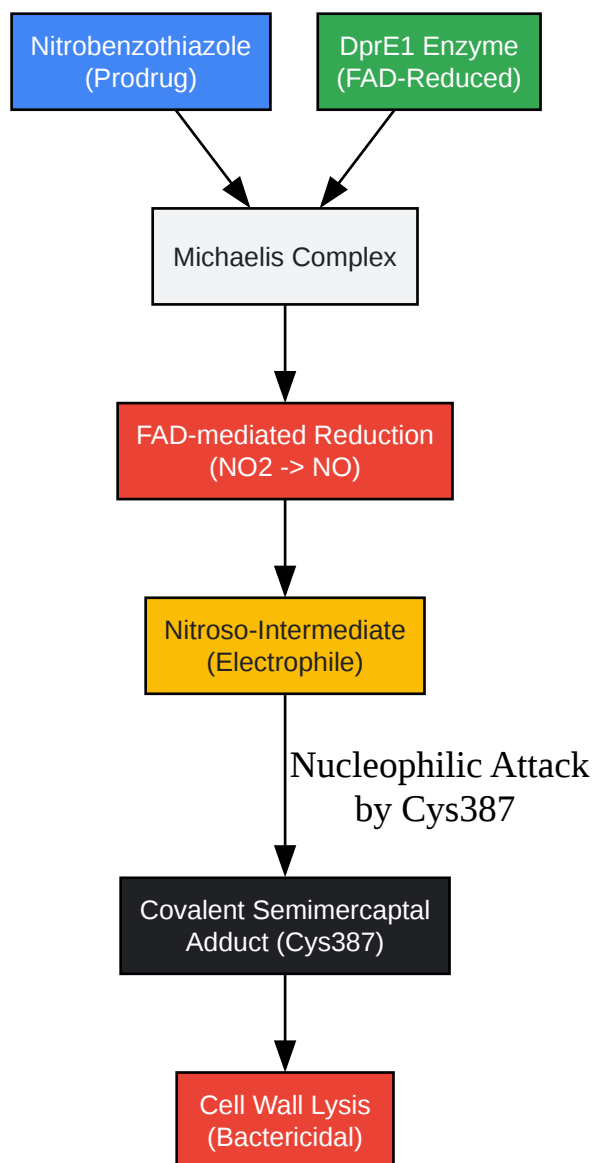 Nitrobenzothiazole
(Prodrug)
DprE1 Enzyme
(FAD-Reduced)
Michaelis Complex
FAD-mediated Reduction
(NO2 -> NO)
Nitroso-Intermediate
(Electrophile)
Nucleophilic Attack
by Cys387
Covalent Semimercaptal
Adduct (Cys387)
Cell Wall Lysis
(Bactericidal)